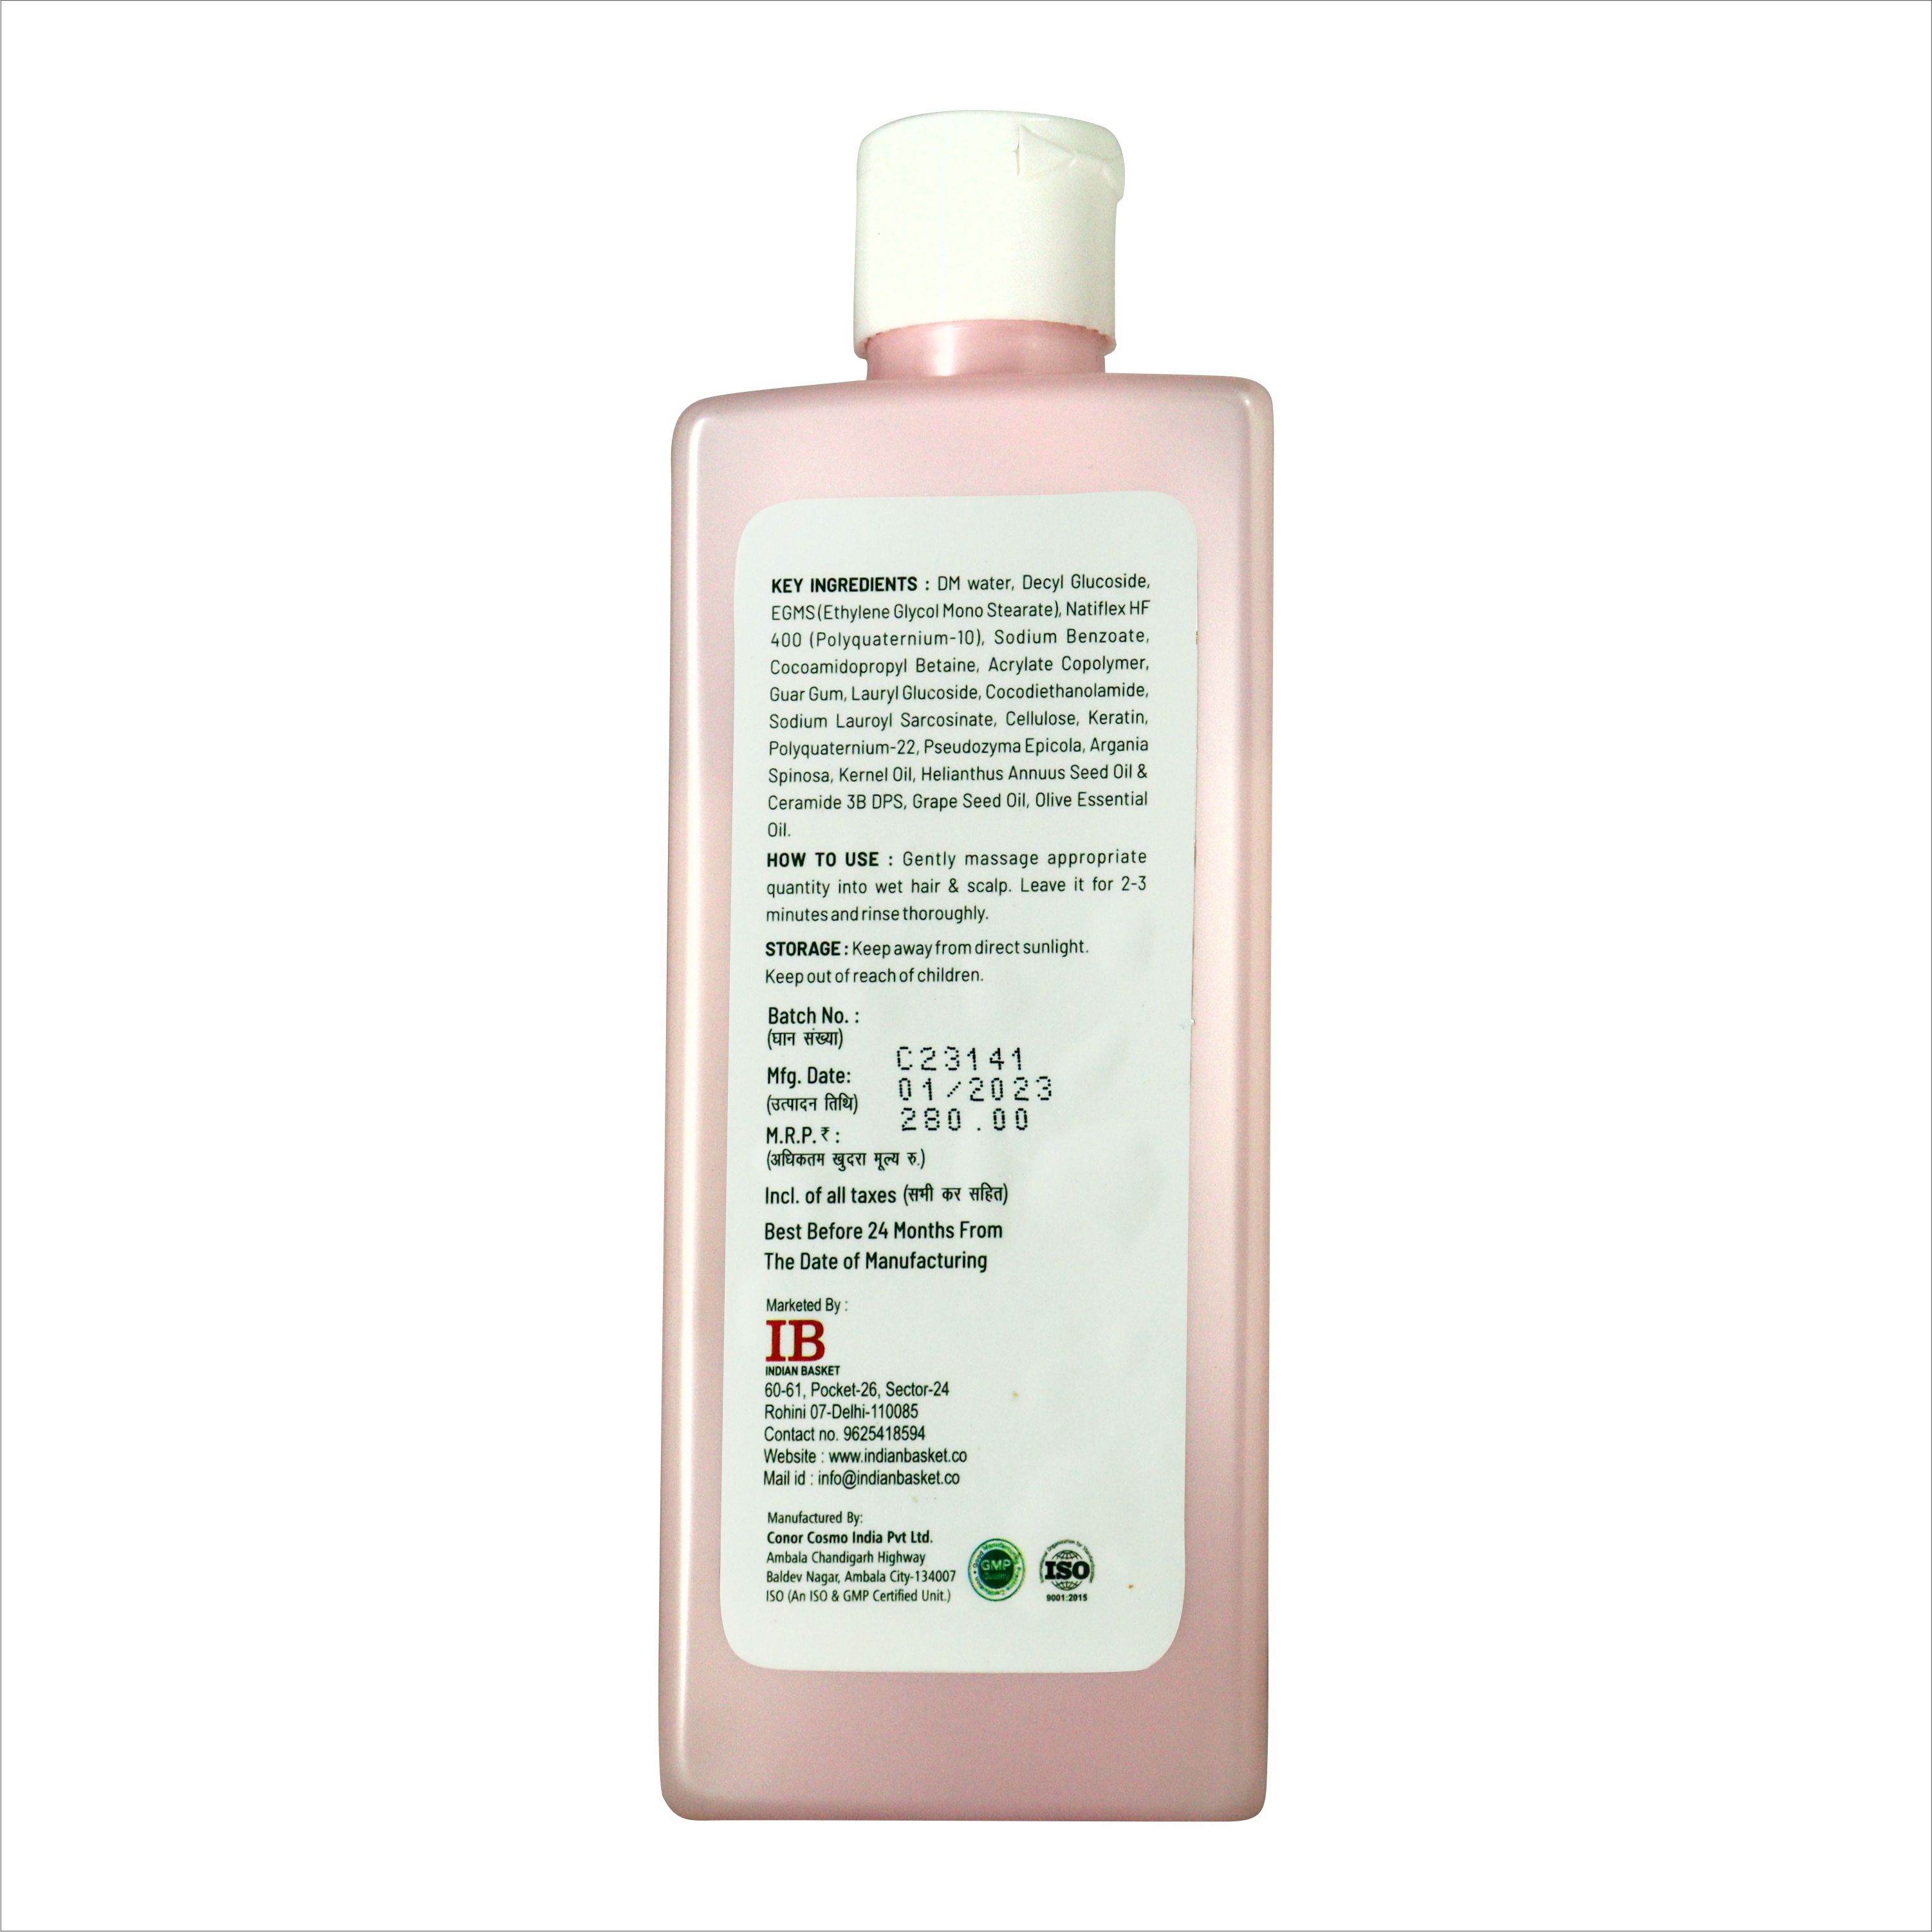 KEY INGREDIENTS : DM water, Decyl Glucoside,
EGMS (Ethylene Glycol Mono Stearate), Natiflex HF
400 (Polyquaternium-10), Sodium Benzoate,
Cocoamidopropyl Betaine, Acrylate Copolymer,
Guar Gum, Lauryl Glucoside, Cocodiethanolamide,
Sodium Lauroyl Sarcosinate, Cellulose, Keratin,
Polyquaternium-22, Pseudozyma Epicola, Argania
Spinosa, Kernel Oil, Helianthus Annuus Seed Oil &
Ceramide 3B DPS, Grape Seed Oil, Olive Essential
Oil.
HOW TO USE : Gently massage appropriate
quantity into wet hair & scalp. Leave it for 2-3
minutes and rinse thoroughly.
STORAGE : Keep away from direct sunlight.
Keep out of reach of children.
Batch No. :
(घान संख्या)
C23141
Mfg. Date:
01/2023
(उत्पादन तिथि)
280.00
M.R.P. ₹ :
(अधिकतम खुदरा मूल्य रु.)
Incl. of all taxes (सभी कर सहित)
Best Before 24 Months From
The Date of Manufacturing
Marketed By :
IB
INDIAN BASKET
60-61, Pocket-26, Sector-24
Rohini 07-Delhi-110085
Contact no. 9625418594
Website : www.indianbasket.co
Mail id : info@indianbasket.co
Manufactured By:
Conor Cosmo India Pvt Ltd.
Ambala Chandigarh Highway
Baldev Nagar, Ambala City-134007
ISO (An ISO & GMP Certified Unit.)
GMP
ISO
9001:2015